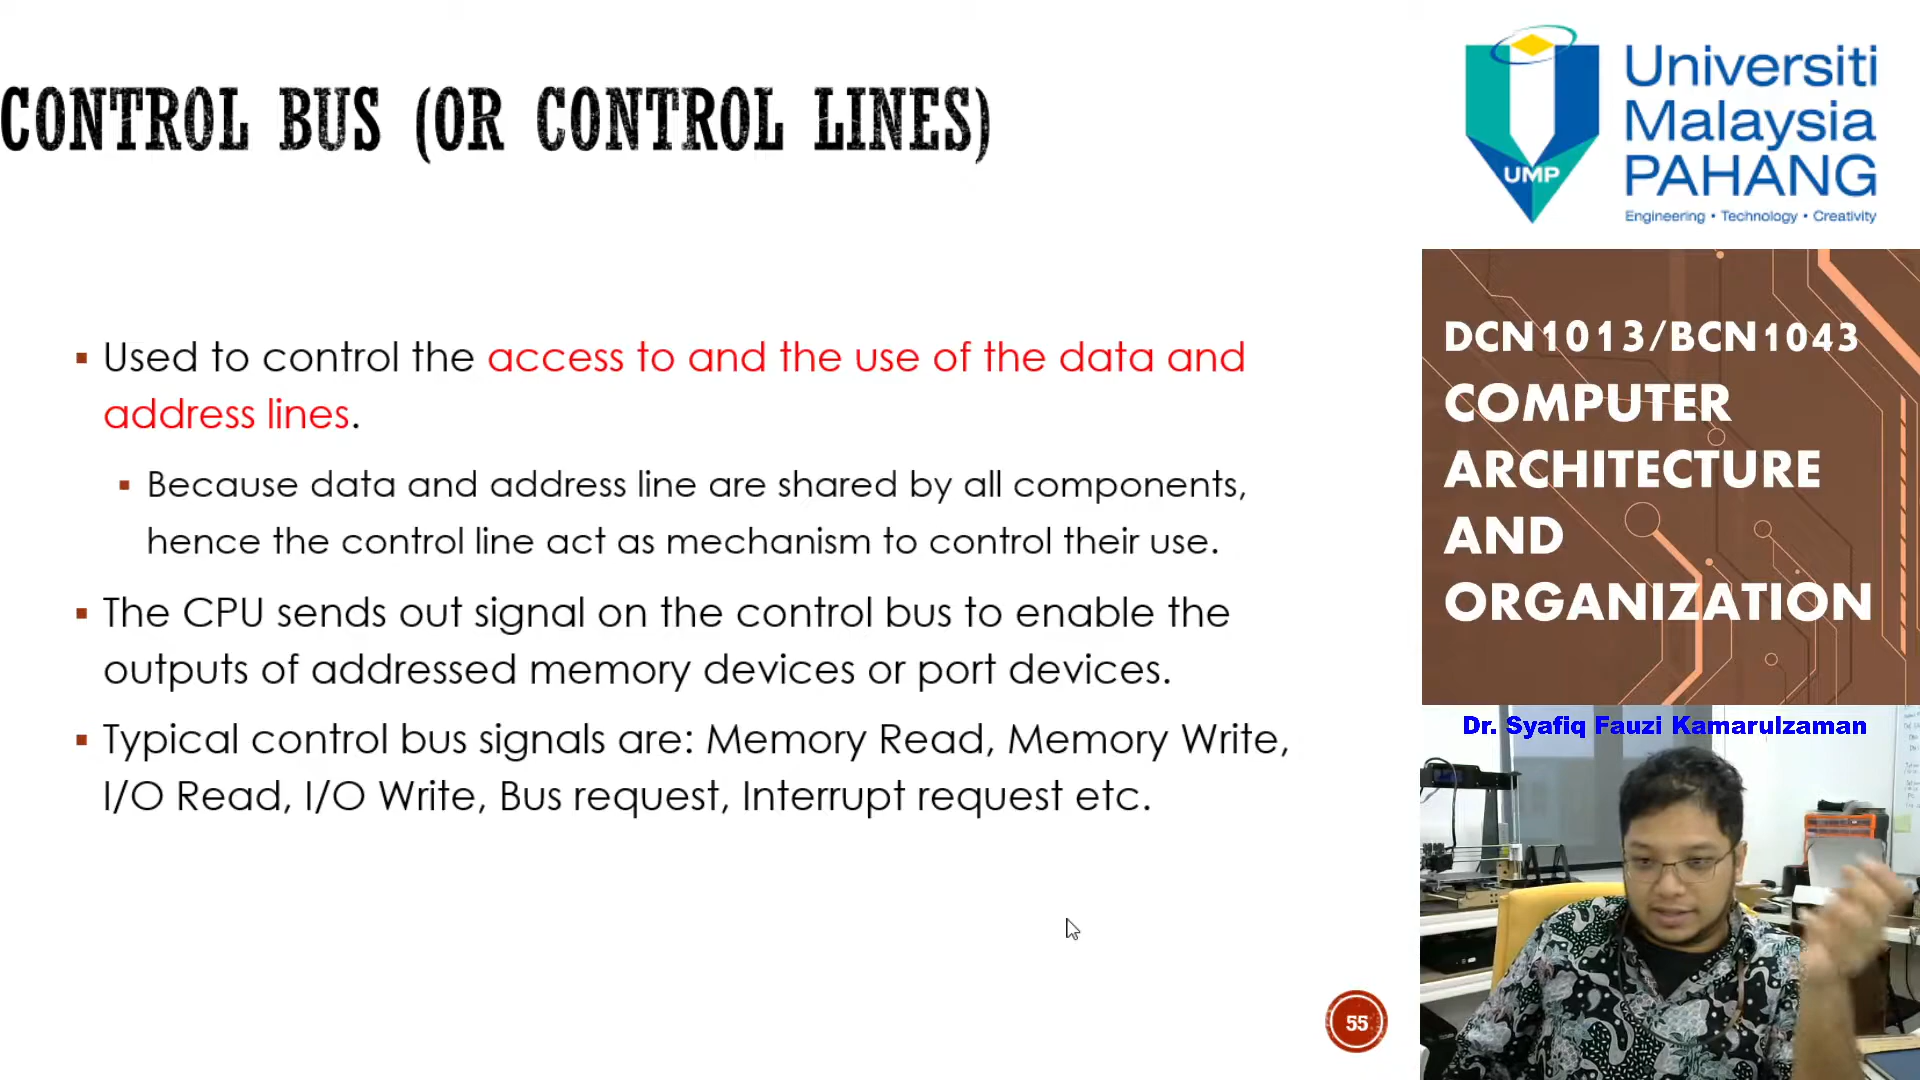 CONTROL BUS (OR CONTROL LINES)
Used to control the access to and the use of the data and
address lines.
Because data and address line are shared by all components,
hence the control line act as mechanism to control their use.
The CPU sends out signal on the control bus to enable the
outputs of addressed memory devices or port devices.
Typical control bus signals are: Memory Read, Memory Write,
I/O Read, I/O Write, Bus request, Interrupt request etc.
55
UMP
Universiti
Malaysia
PAHANG
Engineering • Technology • Creativity
DCN1013/BCN1043
COMPUTER
ARCHITECTURE
AND
ORGANIZATION
Dr. Syafiq Fauzi Kamarulzaman